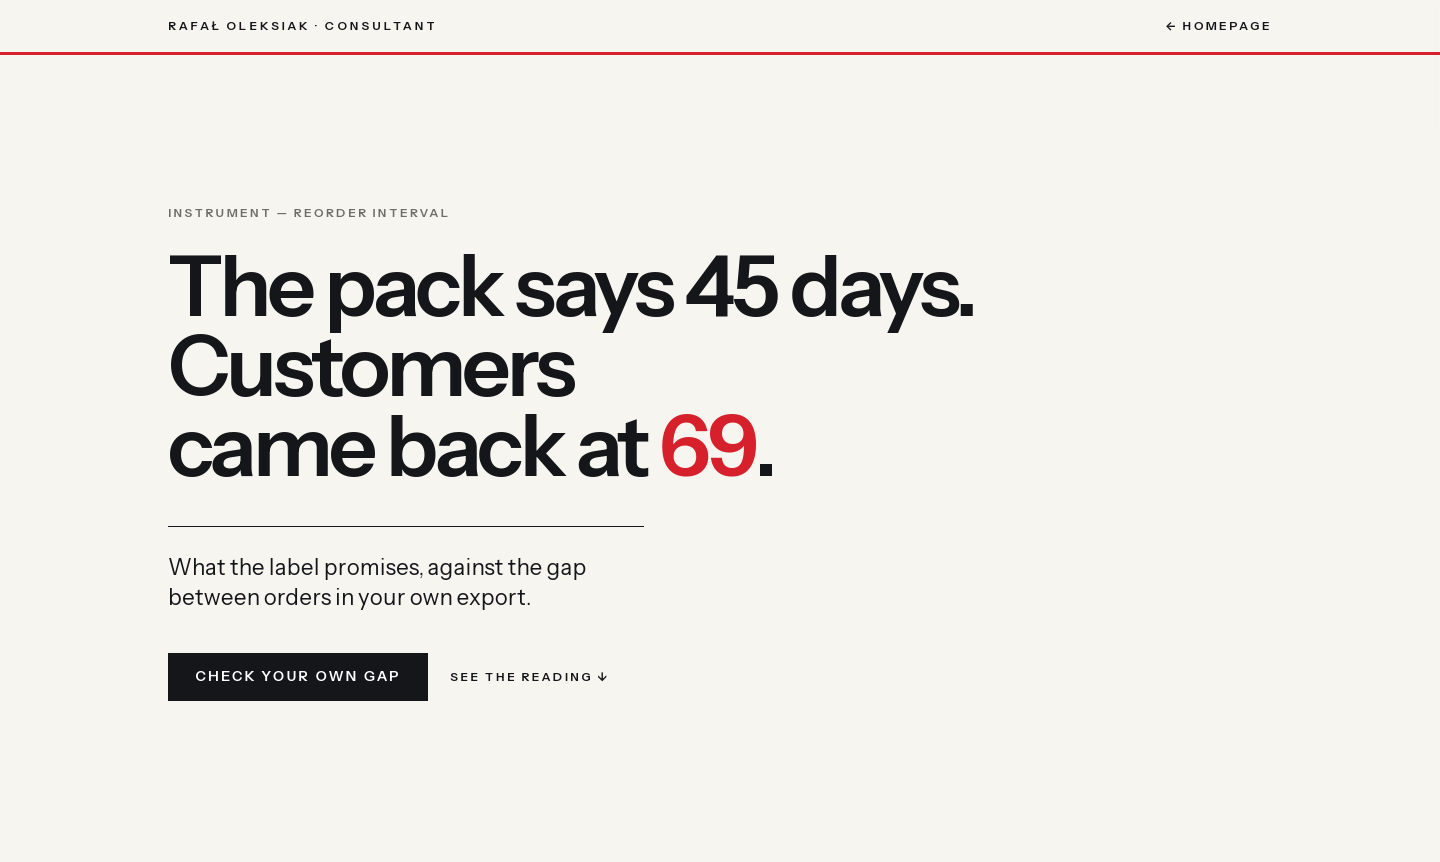 RAFAŁ OLEKSIAK · CONSULTANT
← HOMEPAGE
INSTRUMENT — REORDER INTERVAL
The pack says 45 days.
Customers
came back at 69.
What the label promises, against the gap
between orders in your own export.
CHECK YOUR OWN GAP
SEE THE READING ↓